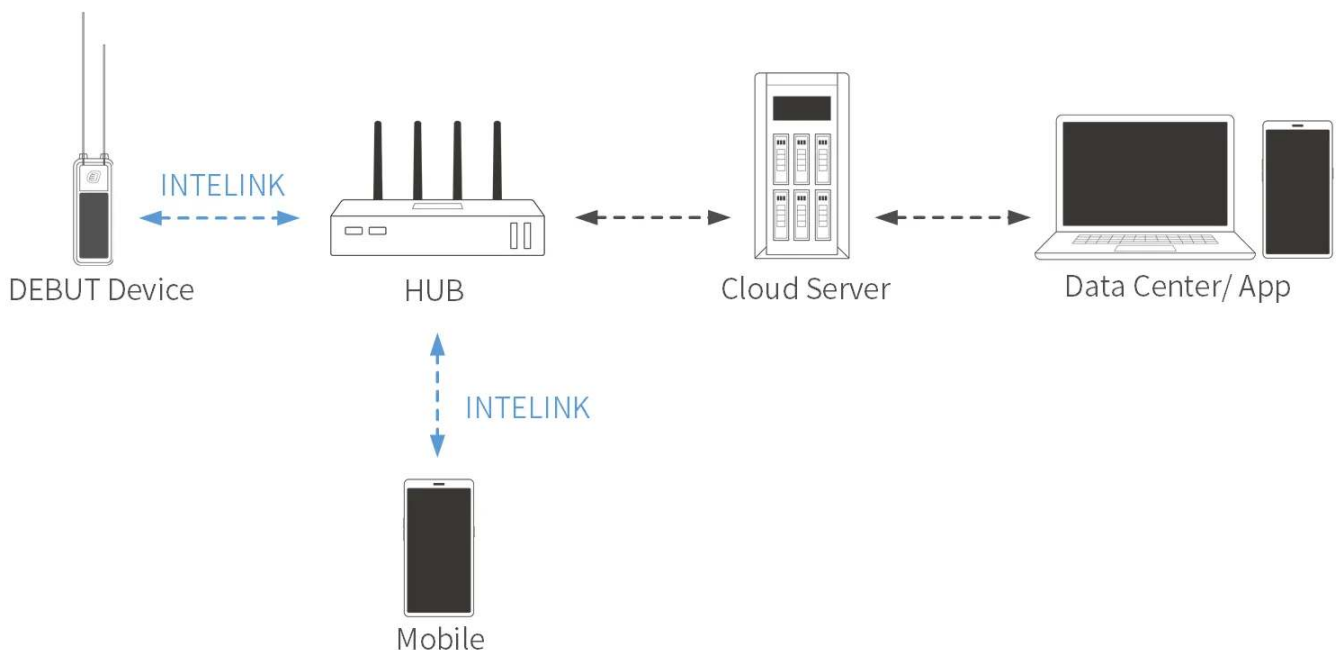 INTELINK
DEBUT Device
HUB
Cloud Server
Data Center/ App
INTELINK
Mobile